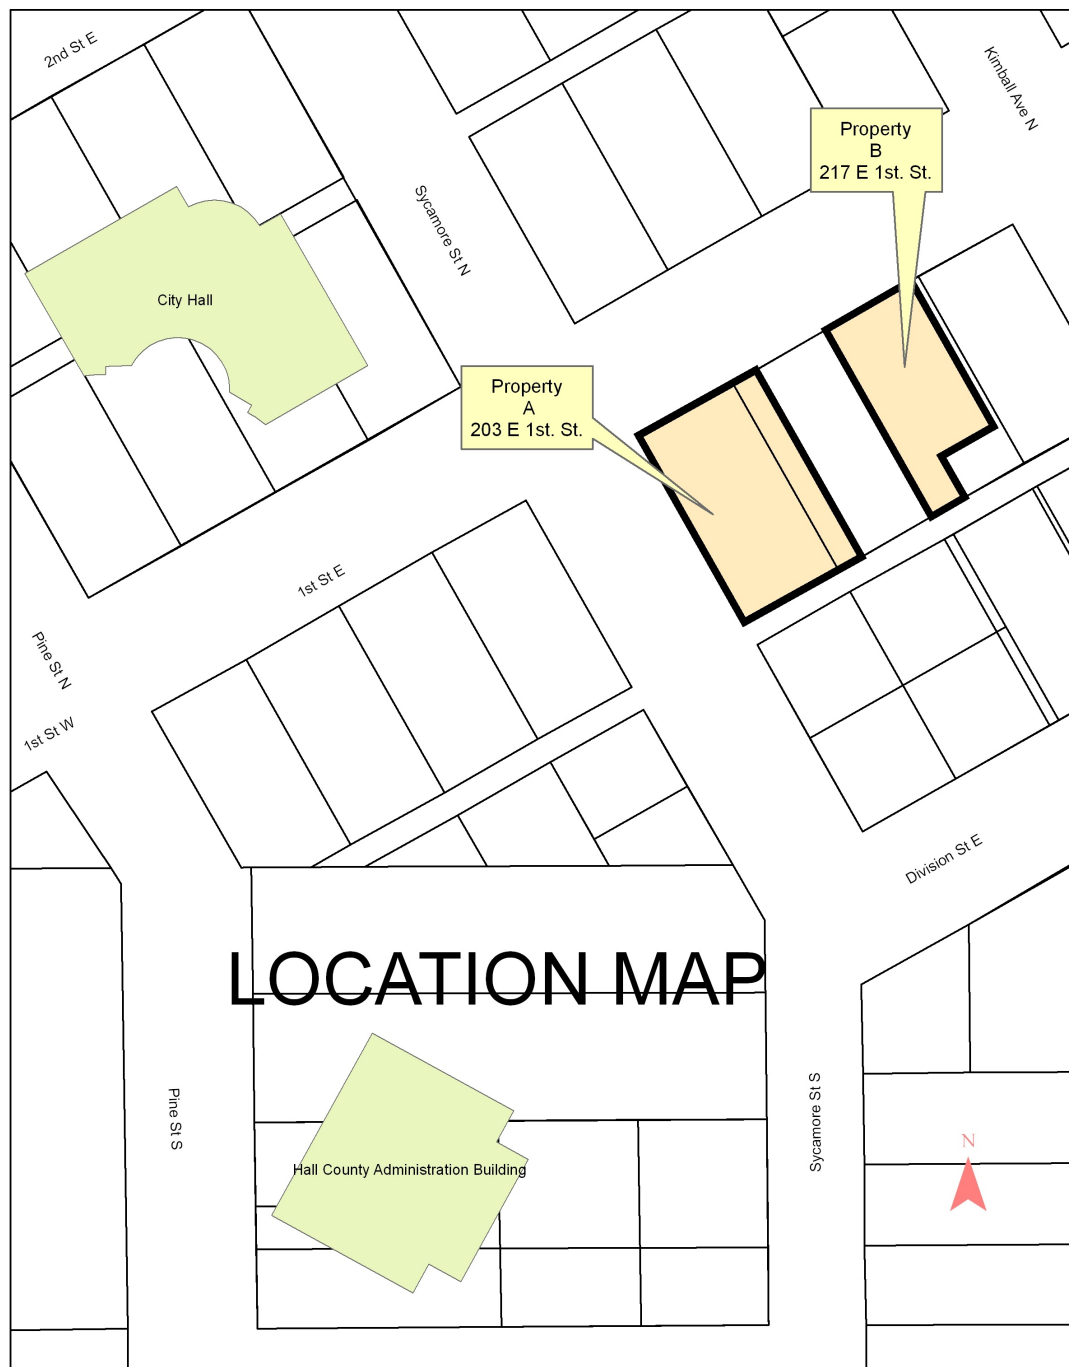 2nd St E
Kimball Ave N
Property
B
217 E 1st. St.
Sycamore St N
City Hall
Property
A
203 E 1st. St.
1st St E
Pine St N
1st St W
Division St E
LOCATION MAP
Pine St S
Sycamore St S
N
Hall County Administration Building